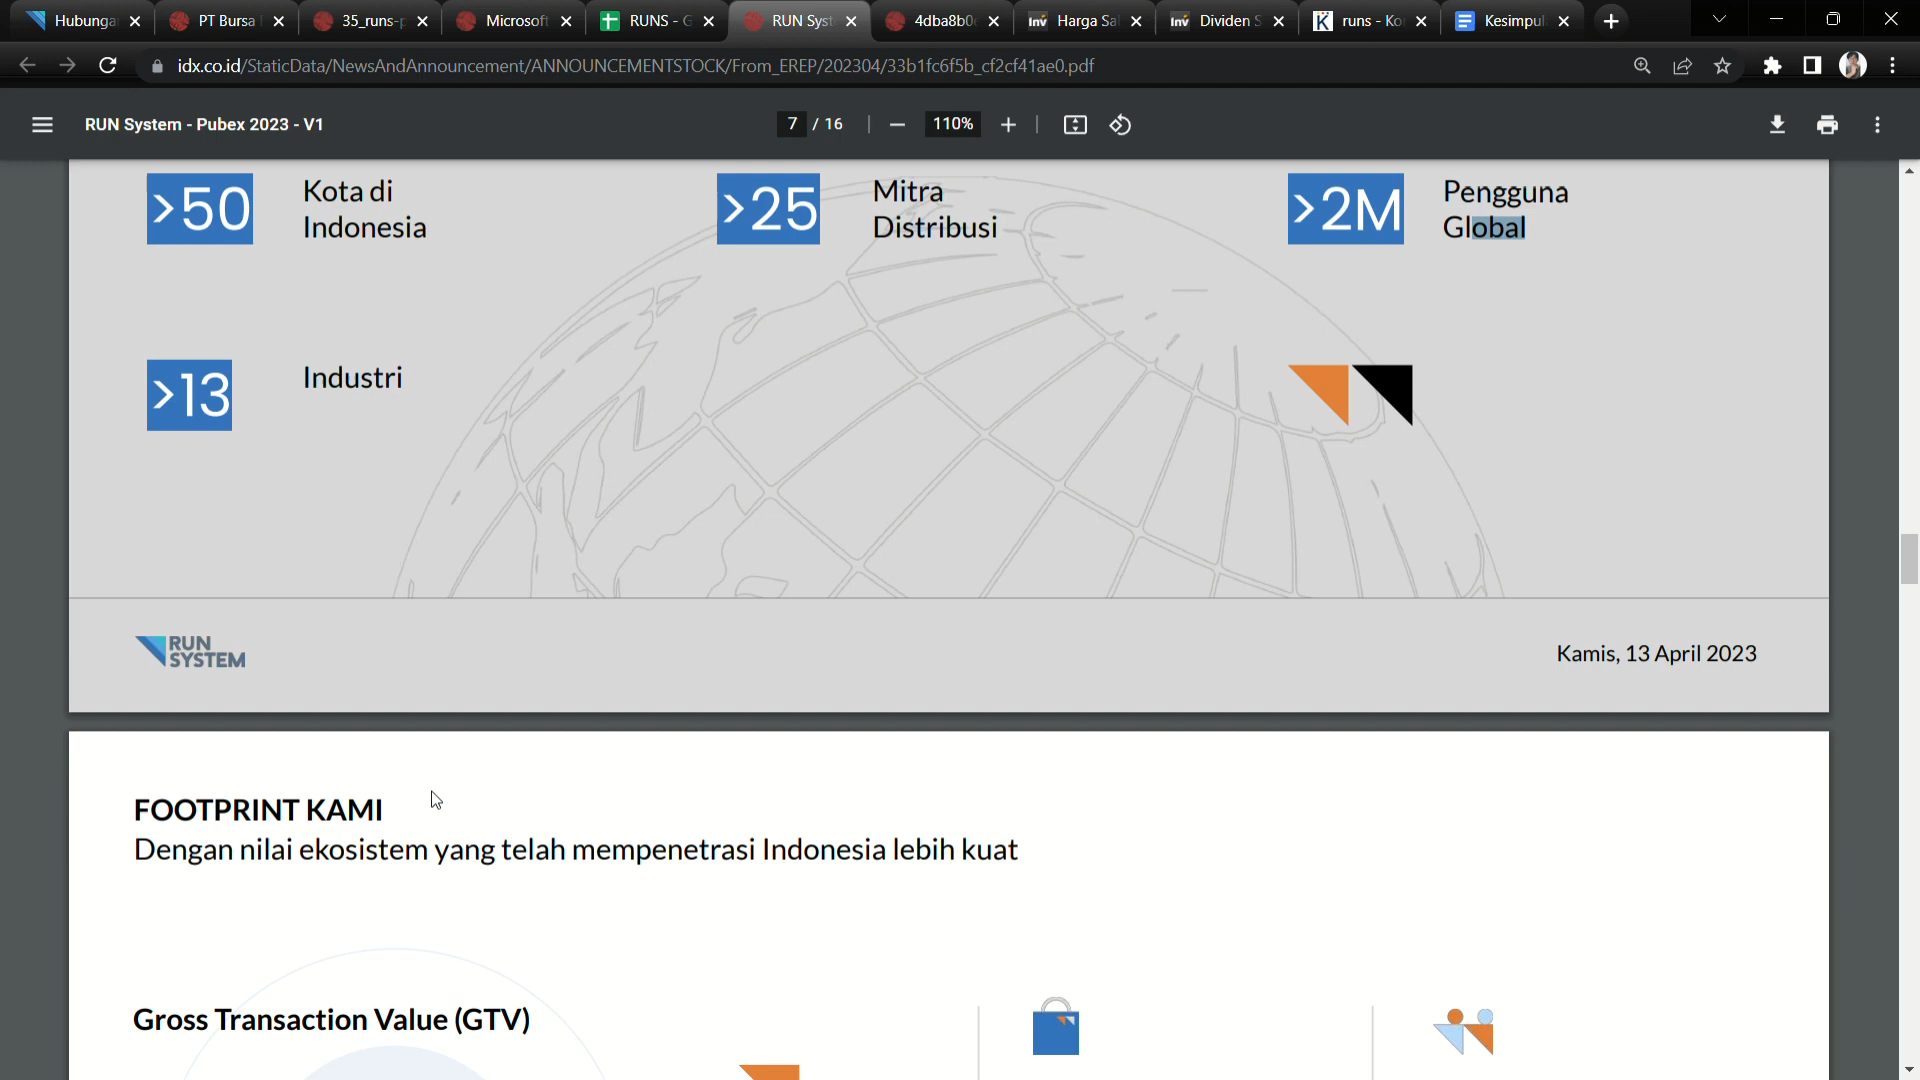 Hubunga
PT Bursa
35_runs-p
Microsoft
RUNS - G
RUN Syst
4dba8b0
Inv Harga Sa
Inv Dividen S
K runs - Ko
Kesimpul
idx.co.id/StaticData/NewsAndAnnouncement/ANNOUNCEMENTSTOCK/From_EREP/202304/33b1fc6f5b_cf2cf41ae0.pdf
RUN System - Pubex 2023 - V1
7 / 16
110%
>50
Kota di
Indonesia
>25
Mitra
Distribusi
>2M
Pengguna
Global
>13
Industri
RUN
SYSTEM
Kamis, 13 April 2023
FOOTPRINT KAMI
Dengan nilai ekosistem yang telah mempenetrasi Indonesia lebih kuat
Gross Transaction Value (GTV)